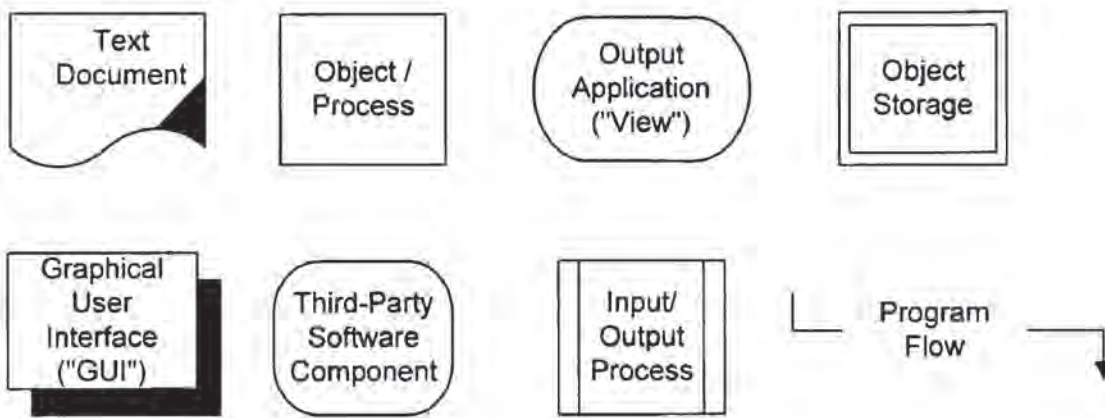 Text
Document
Object /
Process
Output
Application
("View")
Object
Storage
Graphical
User
Interface
("GUI")
Third-Party
Software
Component
Input/
Output
Process
Program
Flow